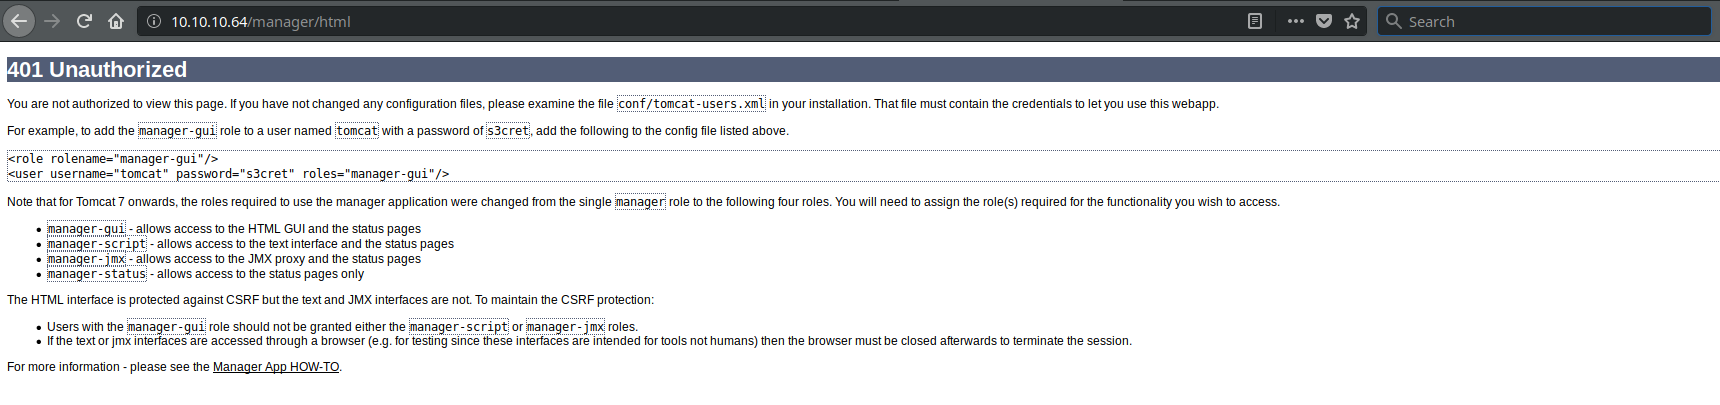 10.10.10.64/manager/html
Search
401 Unauthorized
You are not authorized to view this page. If you have not changed any configuration files, please examine the file conf/tomcat-users.xml in your installation. That file must contain the credentials to let you use this webapp.
For example, to add the manager-gui role to a user named tomcat with a password of s3cret, add the following to the config file listed above.
<role rolename="manager-gui"/>
<user username="tomcat" password="s3cret" roles="manager-gui"/>
Note that for Tomcat 7 onwards, the roles required to use the manager application were changed from the single manager role to the following four roles. You will need to assign the role(s) required for the functionality you wish to access.
• manager-gui - allows access to the HTML GUI and the status pages
• manager-script - allows access to the text interface and the status pages
• manager-jmx - allows access to the JMX proxy and the status pages
• manager-status - allows access to the status pages only
The HTML interface is protected against CSRF but the text and JMX interfaces are not. To maintain the CSRF protection:
• Users with the manager-gui role should not be granted either the manager-script or manager-jmx roles.
• If the text or jmx interfaces are accessed through a browser (e.g. for testing since these interfaces are intended for tools not humans) then the browser must be closed afterwards to terminate the session.
For more information - please see the Manager App HOW-TO.